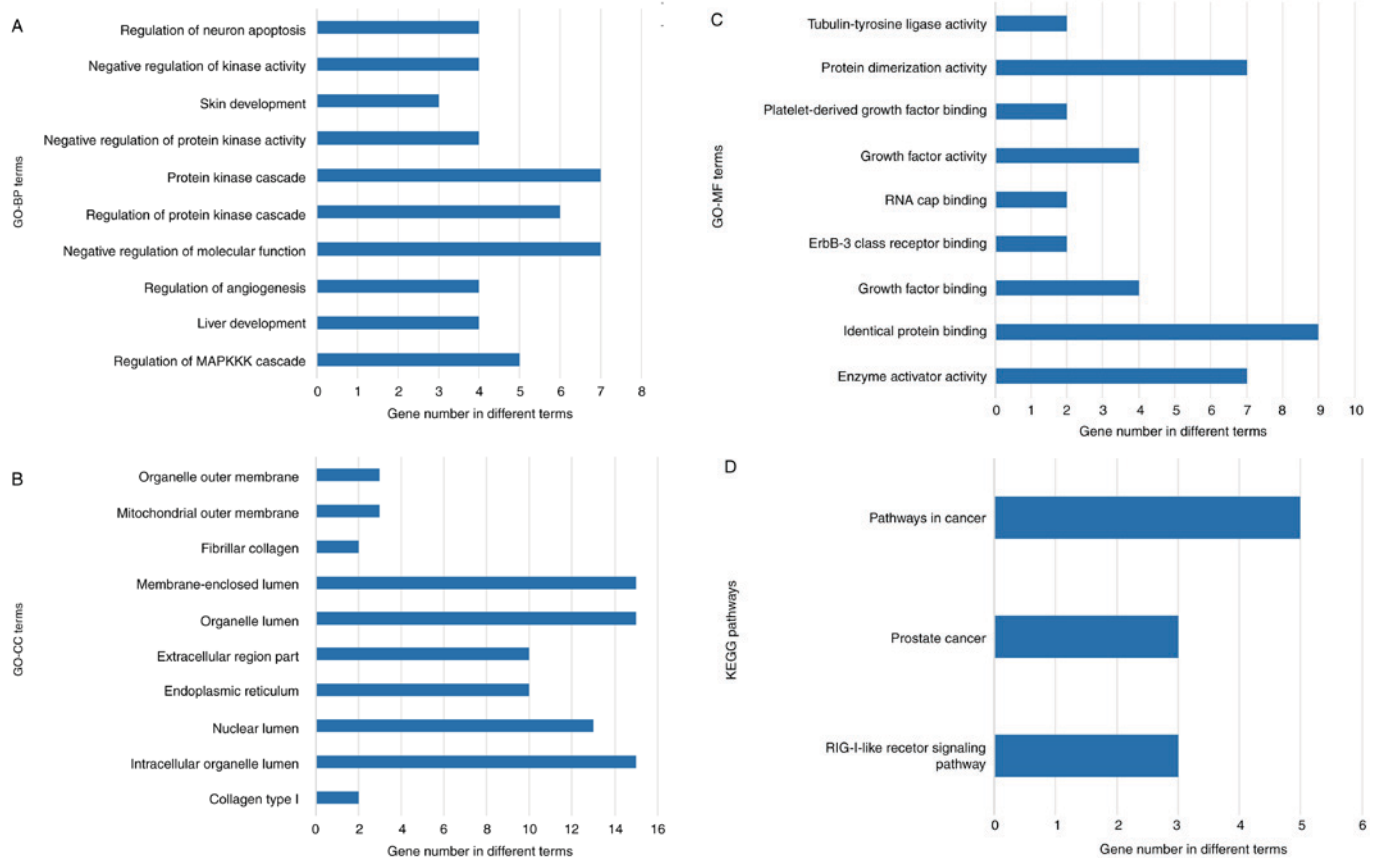 A
GO-BP terms
Regulation of neuron apoptosis
Negative regulation of kinase activity
Skin development
Negative regulation of protein kinase activity
Protein kinase cascade
Regulation of protein kinase cascade
Negative regulation of molecular function
Regulation of angiogenesis
Liver development
Regulation of MAPKKK cascade
0 1 2 3 4 5 6 7 8
Gene number in different terms
B
GO-CC terms
Organelle outer membrane
Mitochondrial outer membrane
Fibrillar collagen
Membrane-enclosed lumen
Organelle lumen
Extracellular region part
Endoplasmic reticulum
Nuclear lumen
Intracellular organelle lumen
Collagen type I
0 2 4 6 8 10 12 14 16
Gene number in different terms
C
GO-MF terms
Tubulin-tyrosine ligase activity
Protein dimerization activity
Platelet-derived growth factor binding
Growth factor activity
RNA cap binding
ErbB-3 class receptor binding
Growth factor binding
Identical protein binding
Enzyme activator activity
0 1 2 3 4 5 6 7 8 9 10
Gene number in different terms
D
KEGG pathways
Pathways in cancer
Prostate cancer
RIG-I-like recetor signaling
pathway
0 1 2 3 4 5 6
Gene number in different terms